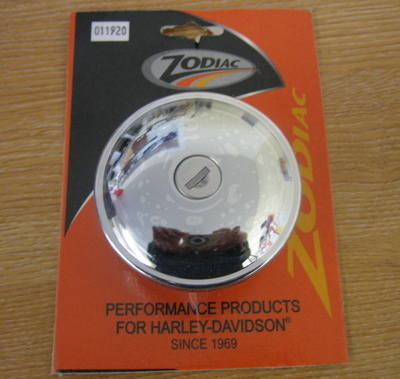 011920
ZODIAC
ZODIAC
PERFORMANCE PRODUCTS
FOR HARLEY-DAVIDSON®
SINCE 1969